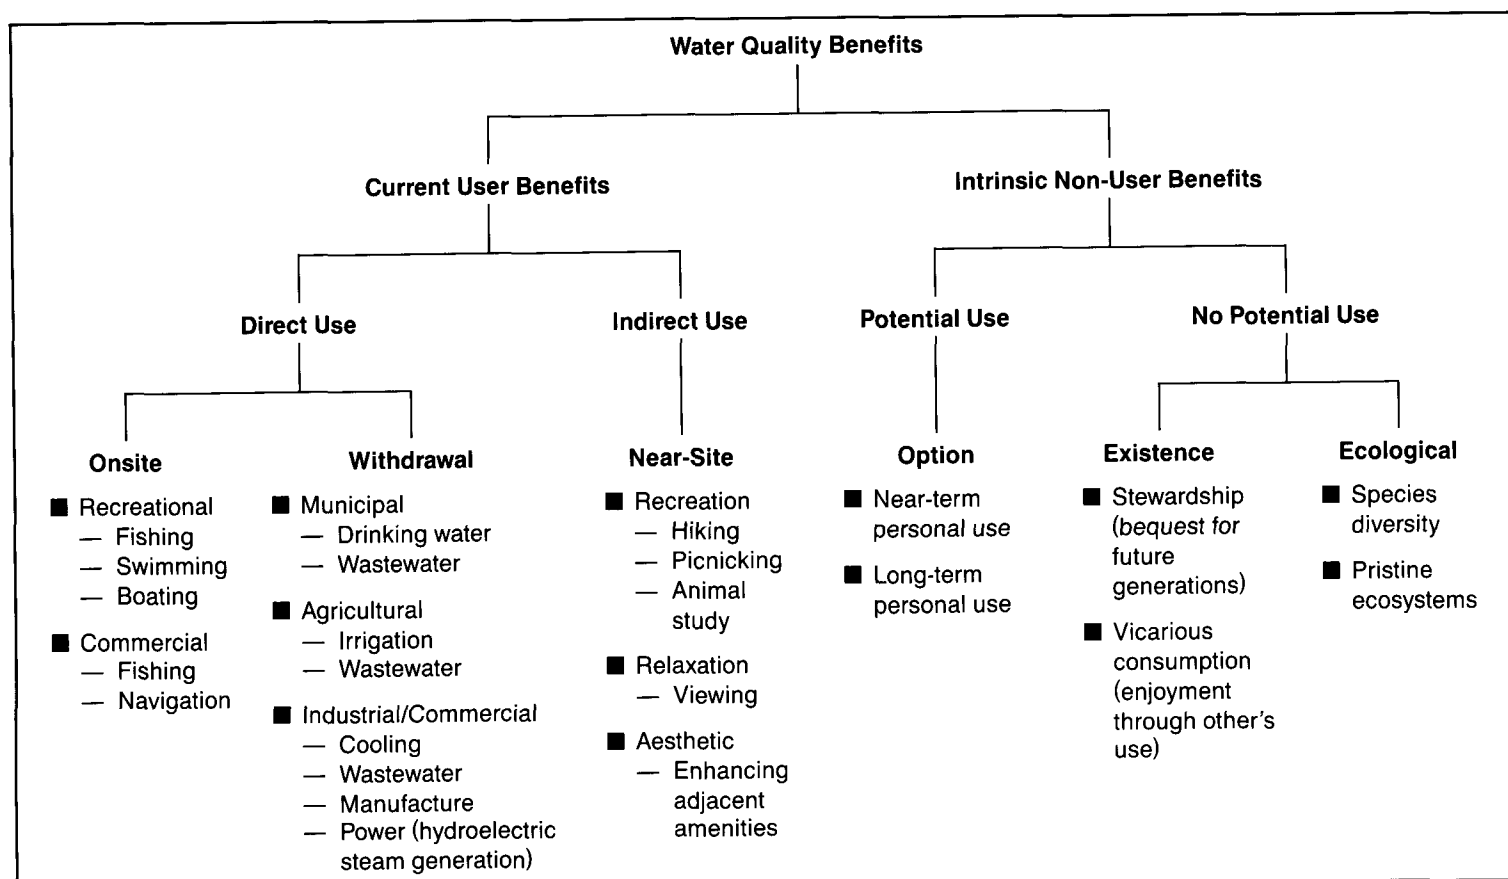 Water Quality Benefits
Current User Benefits
Intrinsic Non-User Benefits
Direct Use
Indirect Use
Potential Use
No Potential Use
Onsite
■ Recreational
— Fishing
— Swimming
— Boating
■ Commercial
— Fishing
— Navigation
Withdrawal
■ Municipal
— Drinking water
— Wastewater
■ Agricultural
— Irrigation
— Wastewater
■ Industrial/Commercial
— Cooling
— Wastewater
— Manufacture
— Power (hydroelectric
steam generation)
Near-Site
■ Recreation
— Hiking
— Picnicking
— Animal
study
■ Relaxation
— Viewing
■ Aesthetic
— Enhancing
adjacent
amenities
Option
■ Near-term
personal use
■ Long-term
personal use
Existence
■ Stewardship
(bequest for
future
generations)
■ Vicarious
consumption
(enjoyment
through other's
use)
Ecological
■ Species
diversity
■ Pristine
ecosystems